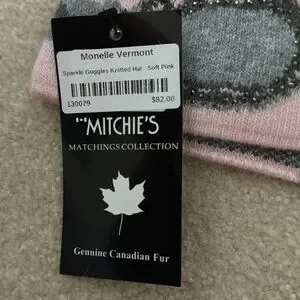 Monelle Vermont
Sparkle Goggles Knitted Hat - Soft Pink
130079 $82.00
MITCHIE'S
MATCHINGS COLLECTION
Genuine Canadian Fur